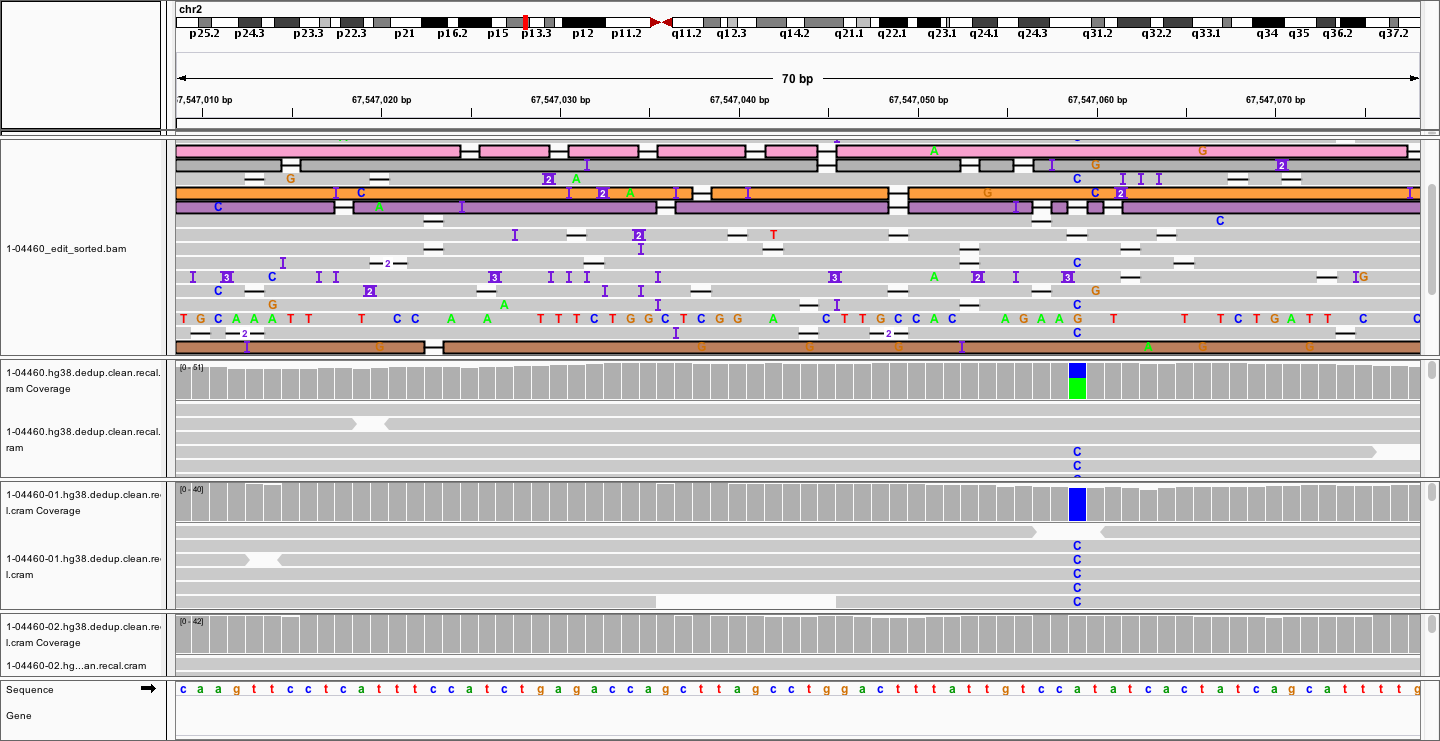 chr2
p25.2 p24.3 p23.3 p22.3 p21 p16.2 p15 p13.3 p12 p11.2 q11.2 q12.3 q14.2 q21.1 q22.1 q23.1 q24.1 q24.3 q31.2 q32.2 q33.1 q34 q35 q36.2 q37.2
70 bp
7,547,010 bp 67,547,020 bp 67,547,030 bp 67,547,040 bp 67,547,050 bp 67,547,060 bp 67,547,070 bp
A G
I I G 2
G 2 A C I I I
I C I 2 A I I G C 2 I
C A I I
C
I 2 T
I
I 2 C
1-04460_edit_sorted.bam
I 3 C I I 3 I I I I 3 A 2 I 3 I G
C 2 I I G
G A I I C
T G C A A A T T T C C A A T T T C T G G C T C G G A C T T G C C A C A G A A G T T T C T G A T T C C
2 I 2 C
I G G G G I A G G
1-04460.hg38.dedup.clean.recal.
ram Coverage
[0 - 51]
1-04460.hg38.dedup.clean.recal.
ram
C
C
1-04460-01.hg38.dedup.clean.re
l.cram Coverage
[0 - 40]
1-04460-01.hg38.dedup.clean.re
l.cram
C
C
C
C
C
1-04460-02.hg38.dedup.clean.re
l.cram Coverage
[0 - 42]
1-04460-02.hg...an.recal.cram
Sequence
c a a g t t c c t c a t t t c c a t c t g a g a c c a g c t t a g c c t g g a c t t t a t t g t c c a t a t c a c t a t c a g c a t t t t g
Gene